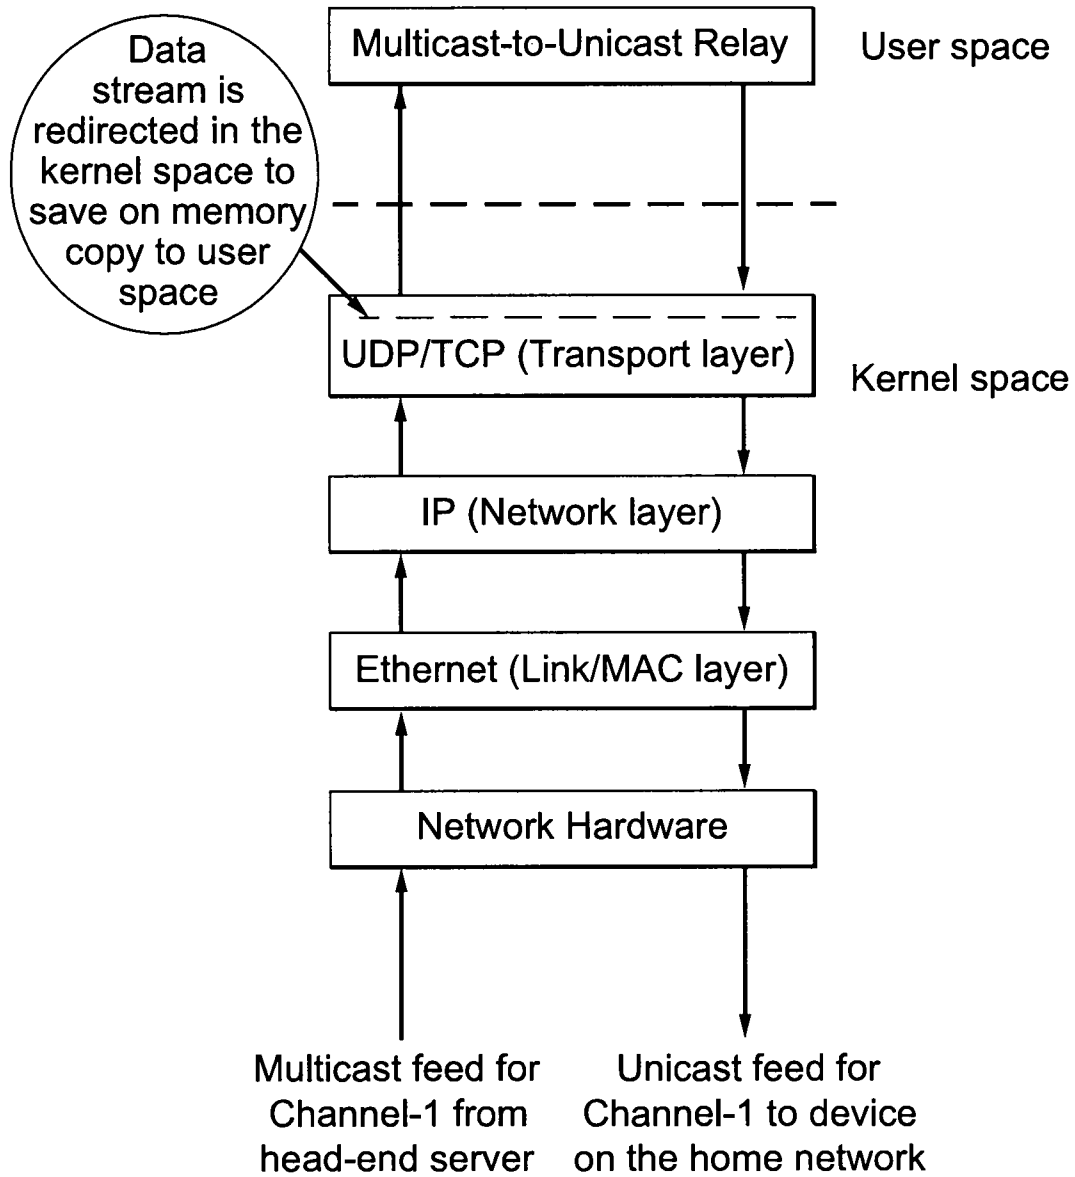 Data
stream is
redirected in the
kernel space to
save on memory
copy to user
space
Multicast-to-Unicast Relay
User space
UDP/TCP (Transport layer)
Kernel space
IP (Network layer)
Ethernet (Link/MAC layer)
Network Hardware
Multicast feed for
Channel-1 from
head-end server
Unicast feed for
Channel-1 to device
on the home network